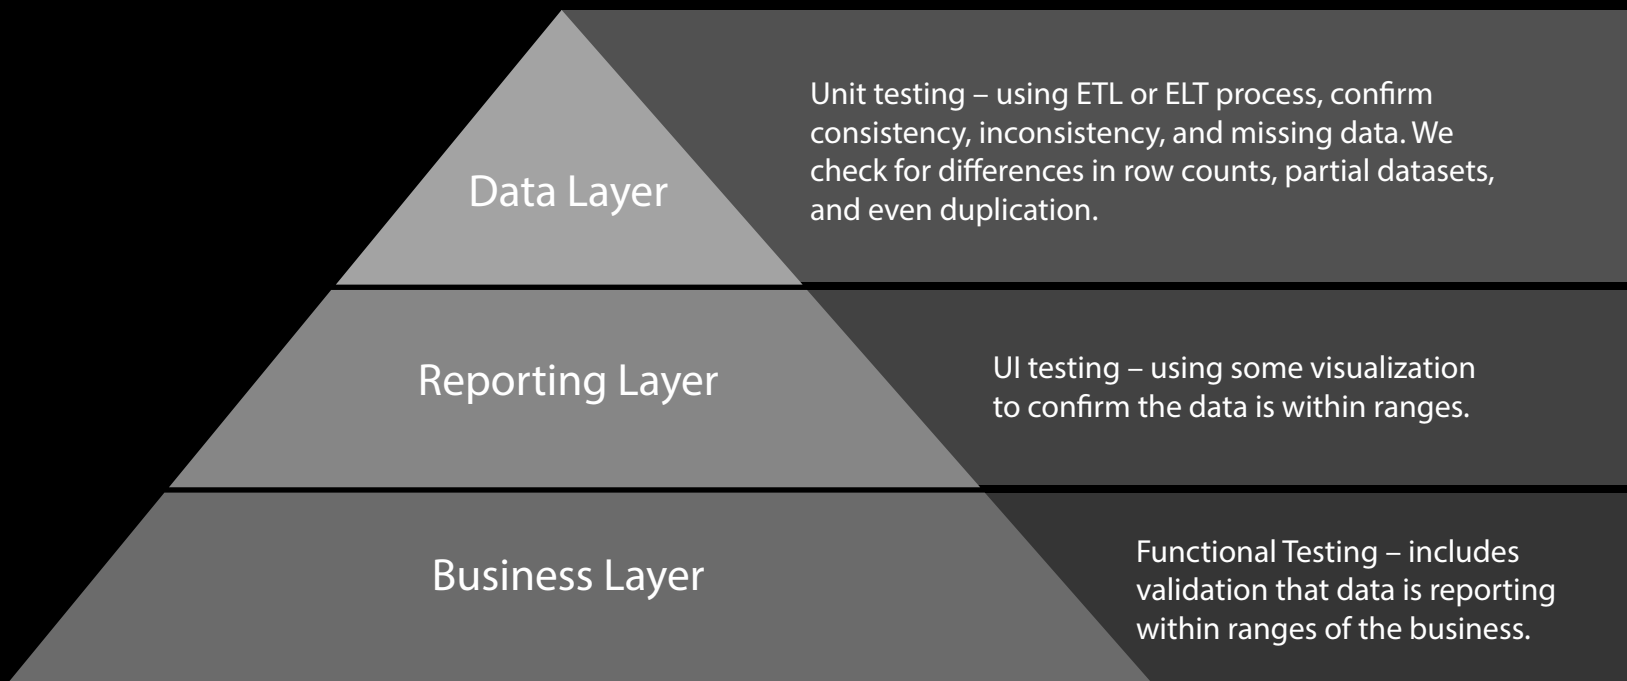 Data Layer
Unit testing – using ETL or ELT process, confirm
consistency, inconsistency, and missing data. We
check for differences in row counts, partial datasets,
and even duplication.
Reporting Layer
UI testing – using some visualization
to confirm the data is within ranges.
Business Layer
Functional Testing – includes
validation that data is reporting
within ranges of the business.